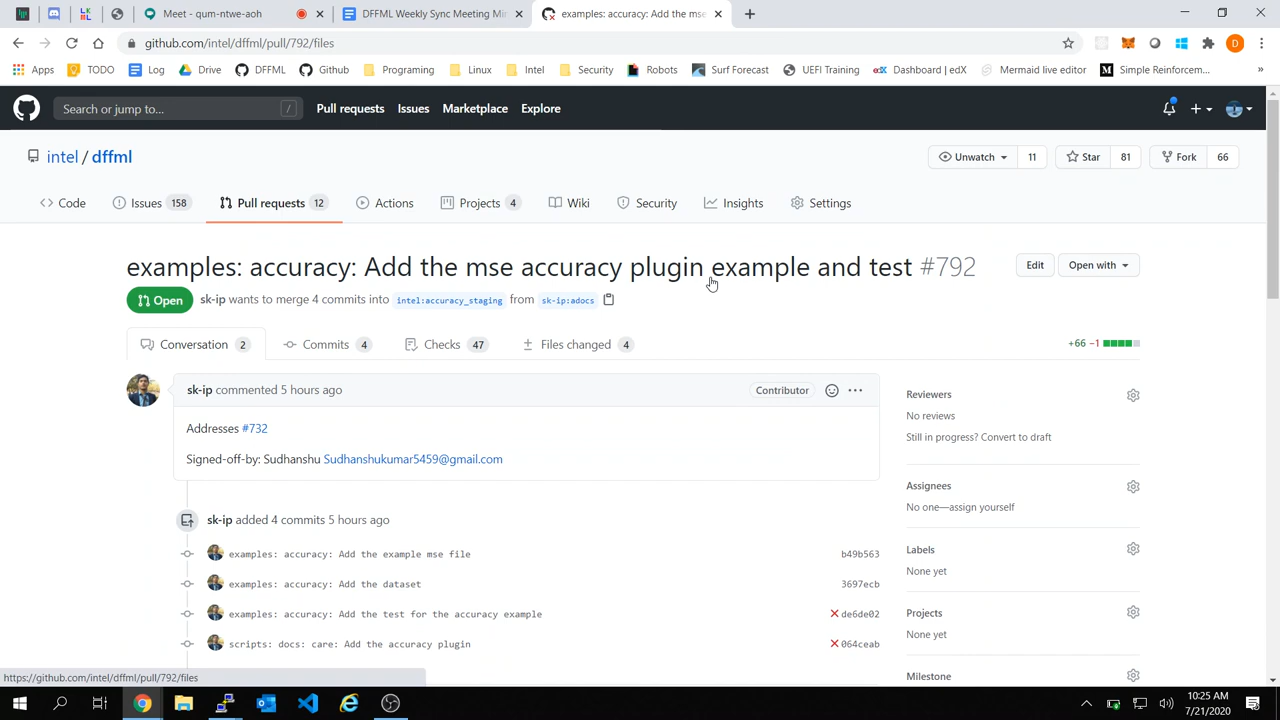 Meet - qum-ntwe-aoh
DFFML Weekly Sync Meeting Mi
examples: accuracy: Add the mse
github.com/intel/dffml/pull/792/files
Apps TODO Log Drive DFFML Github Programing Linux Intel Security Robots Surf Forecast UEFI Training Dashboard | edX Mermaid live editor Simple Reinforcem... »
Search or jump to... /
Pull requests Issues Marketplace Explore
intel / dffml
Unwatch 11 Star 81 Fork 66
Code Issues 158 Pull requests 12 Actions Projects 4 Wiki Security Insights Settings
examples: accuracy: Add the mse accuracy plugin example and test #792
Edit Open with
Open sk-ip wants to merge 4 commits into intel:accuracy_staging from sk-ip:adocs
Conversation 2 Commits 4 Checks 47 Files changed 4
+66 −1
sk-ip commented 5 hours ago Contributor
Addresses #732
Signed-off-by: Sudhanshu Sudhanshukumar5459@gmail.com
sk-ip added 4 commits 5 hours ago
examples: accuracy: Add the example mse file b49b563
examples: accuracy: Add the dataset 3697ecb
examples: accuracy: Add the test for the accuracy example de6de02
scripts: docs: care: Add the accuracy plugin 064ceab
Reviewers
No reviews
Still in progress? Convert to draft
Assignees
No one—assign yourself
Labels
None yet
Projects
None yet
Milestone
https://github.com/intel/dffml/pull/792/files
10:25 AM
7/21/2020